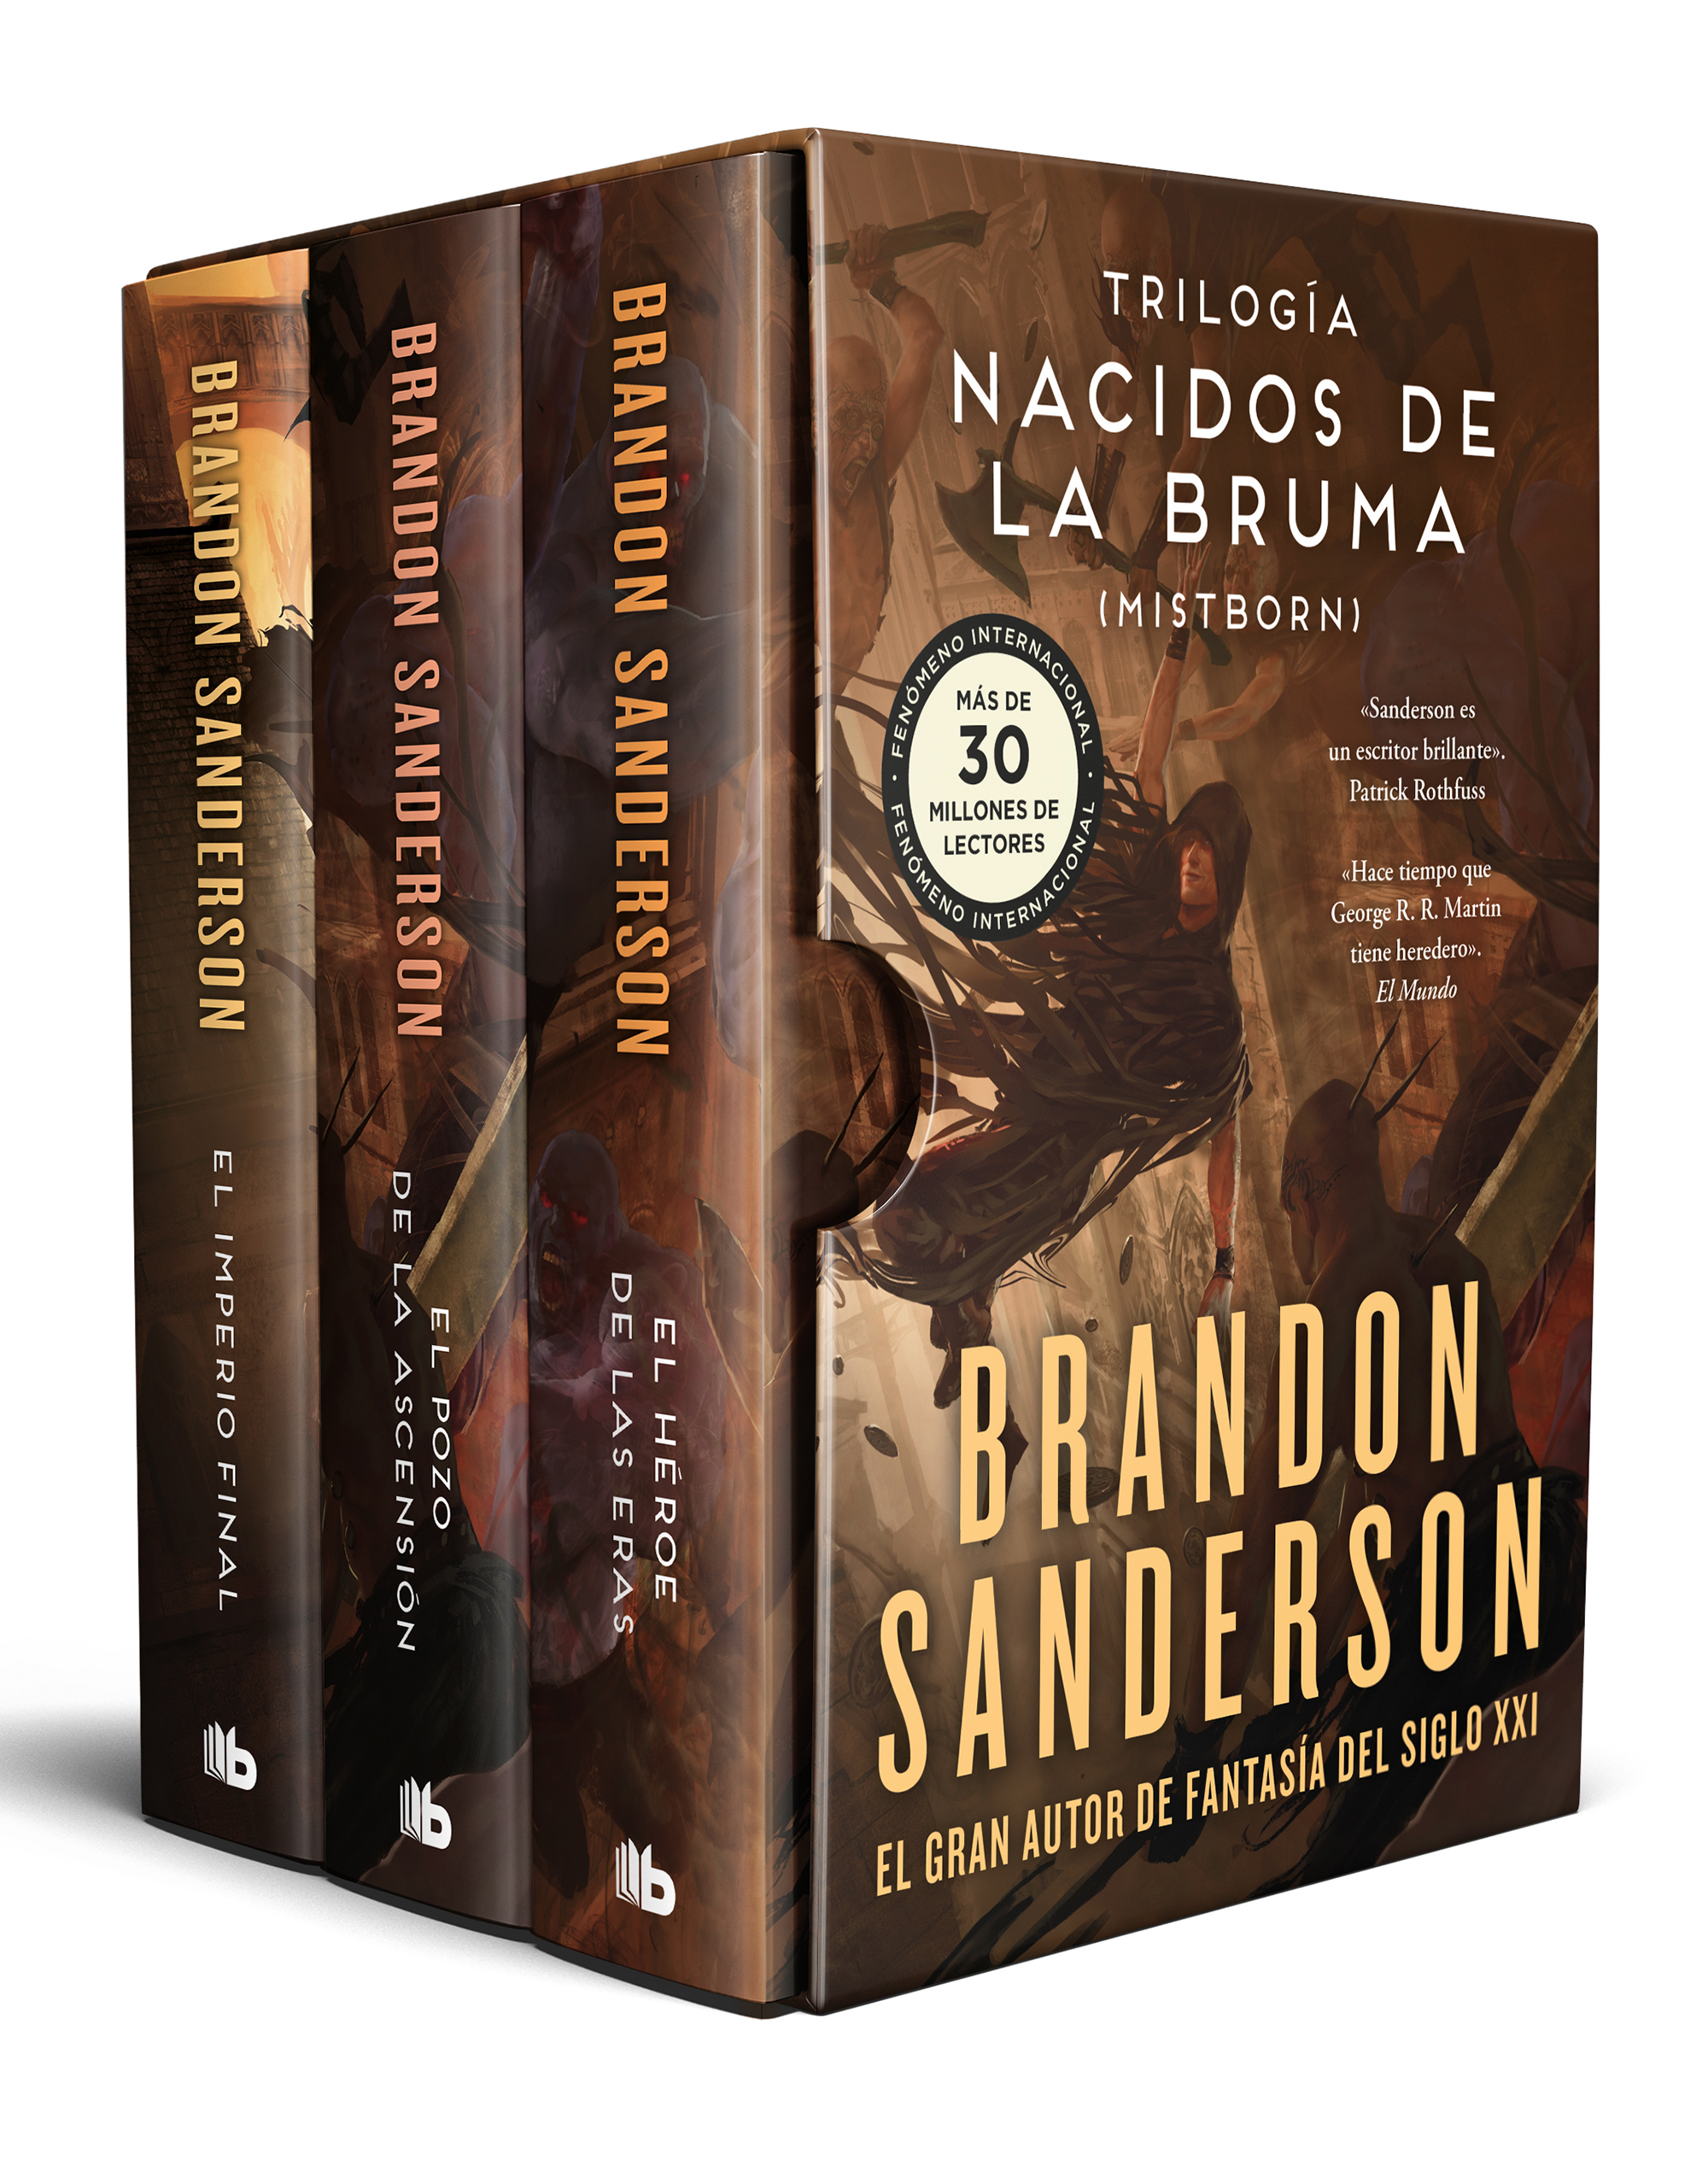 BRANDON SANDERSON
EL IMPERIO FINAL
b
BRANDON SANDERSON
EL POZO
DE LA ASCENSIÓN
b
BRANDON SANDERSON
EL HÉROE
DE LAS ERAS
b
TRILOGÍA
NACIDOS DE
LA BRUMA
(MISTBORN)
· FENÓMENO INTERNACIONAL ·
MÁS DE
30
MILLONES DE
LECTORES
FENÓMENO INTERNACIONAL
«Sanderson es
un escritor brillante».
Patrick Rothfuss
«Hace tiempo que
George R. R. Martin
tiene heredero».
El Mundo
BRANDON
SANDERSON
EL GRAN AUTOR DE FANTASÍA DEL SIGLO XXI